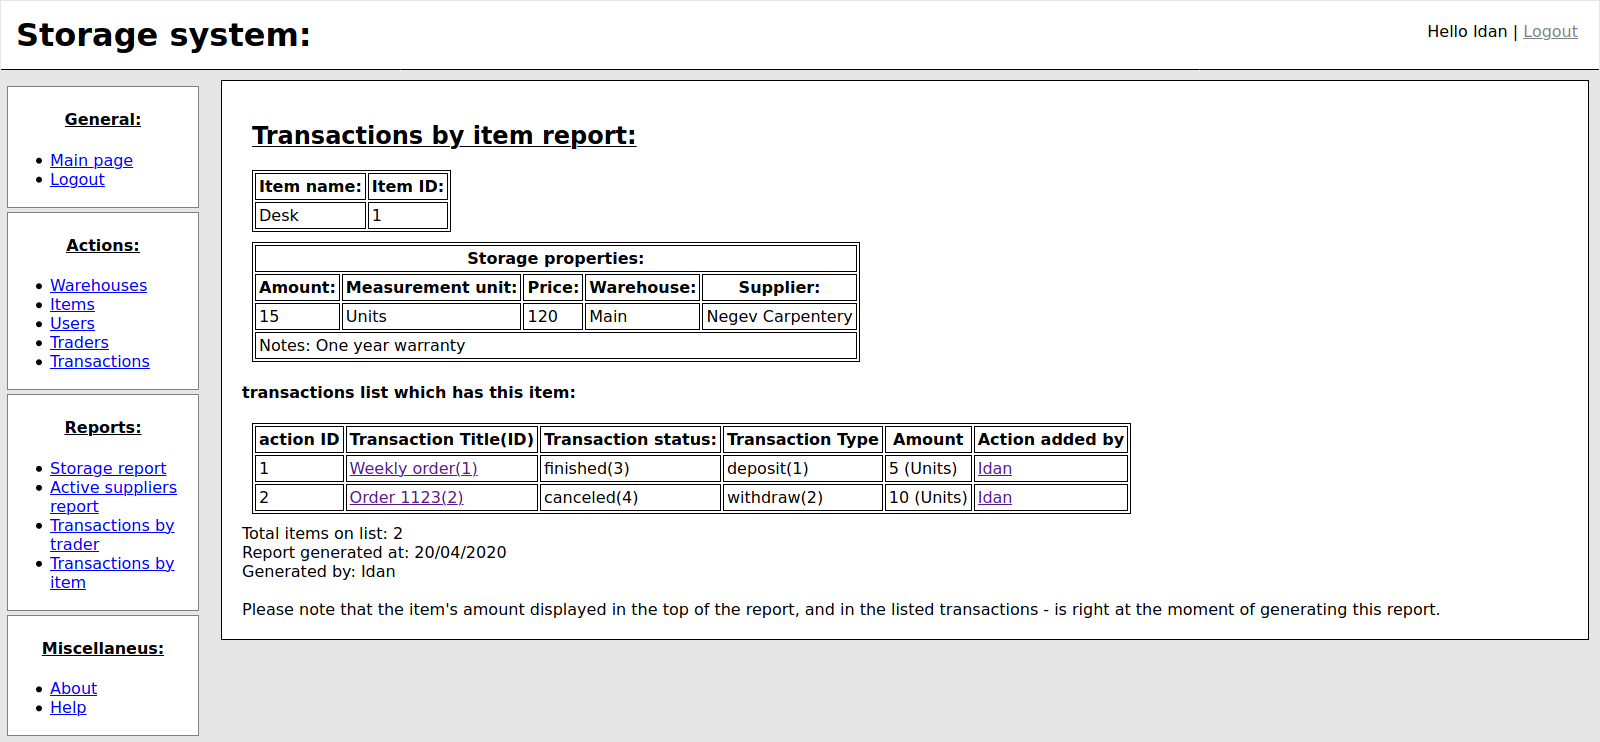 Storage system:
Hello Idan | Logout
General:
Main page
Logout
Actions:
Warehouses
Items
Users
Traders
Transactions
Reports:
Storage report
Active suppliers
report
Transactions by
trader
Transactions by
item
Miscellaneus:
About
Help
Transactions by item report:
Item name: Item ID:
Desk 1
Storage properties:
Amount: Measurement unit: Price: Warehouse: Supplier:
15 Units 120 Main Negev Carpentery
Notes: One year warranty
transactions list which has this item:
action ID Transaction Title(ID) Transaction status: Transaction Type Amount Action added by
1 Weekly order(1) finished(3) deposit(1) 5 (Units) Idan
2 Order 1123(2) canceled(4) withdraw(2) 10 (Units) Idan
Total items on list: 2
Report generated at: 20/04/2020
Generated by: Idan
Please note that the item's amount displayed in the top of the report, and in the listed transactions - is right at the moment of generating this report.